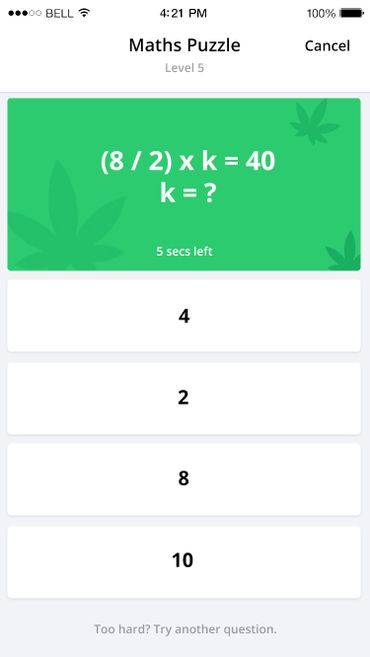 BELL 4:21 PM 100%
Maths Puzzle Cancel
Level 5
(8 / 2) x k = 40
k = ?
5 secs left
4
2
8
10
Too hard? Try another question.